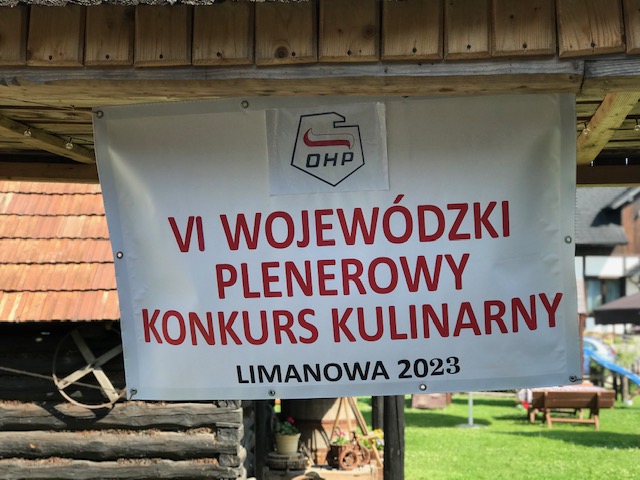 OHP
VI WOJEWÓDZKI
PLENEROWY
KONKURS KULINARNY
LIMANOWA 2023